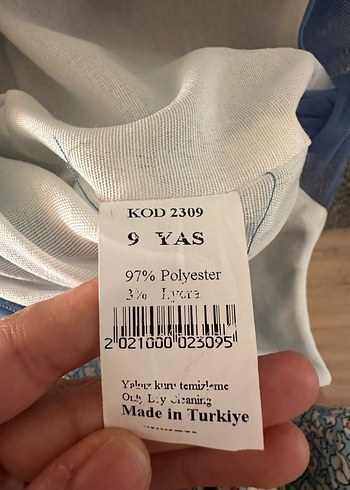 KOD 2309
9 YAS
97% Polyester
3% Lycra
2 021000 023095
Yalnız kuru temizleme
Only Dry Cleaning
Made in Turkiye